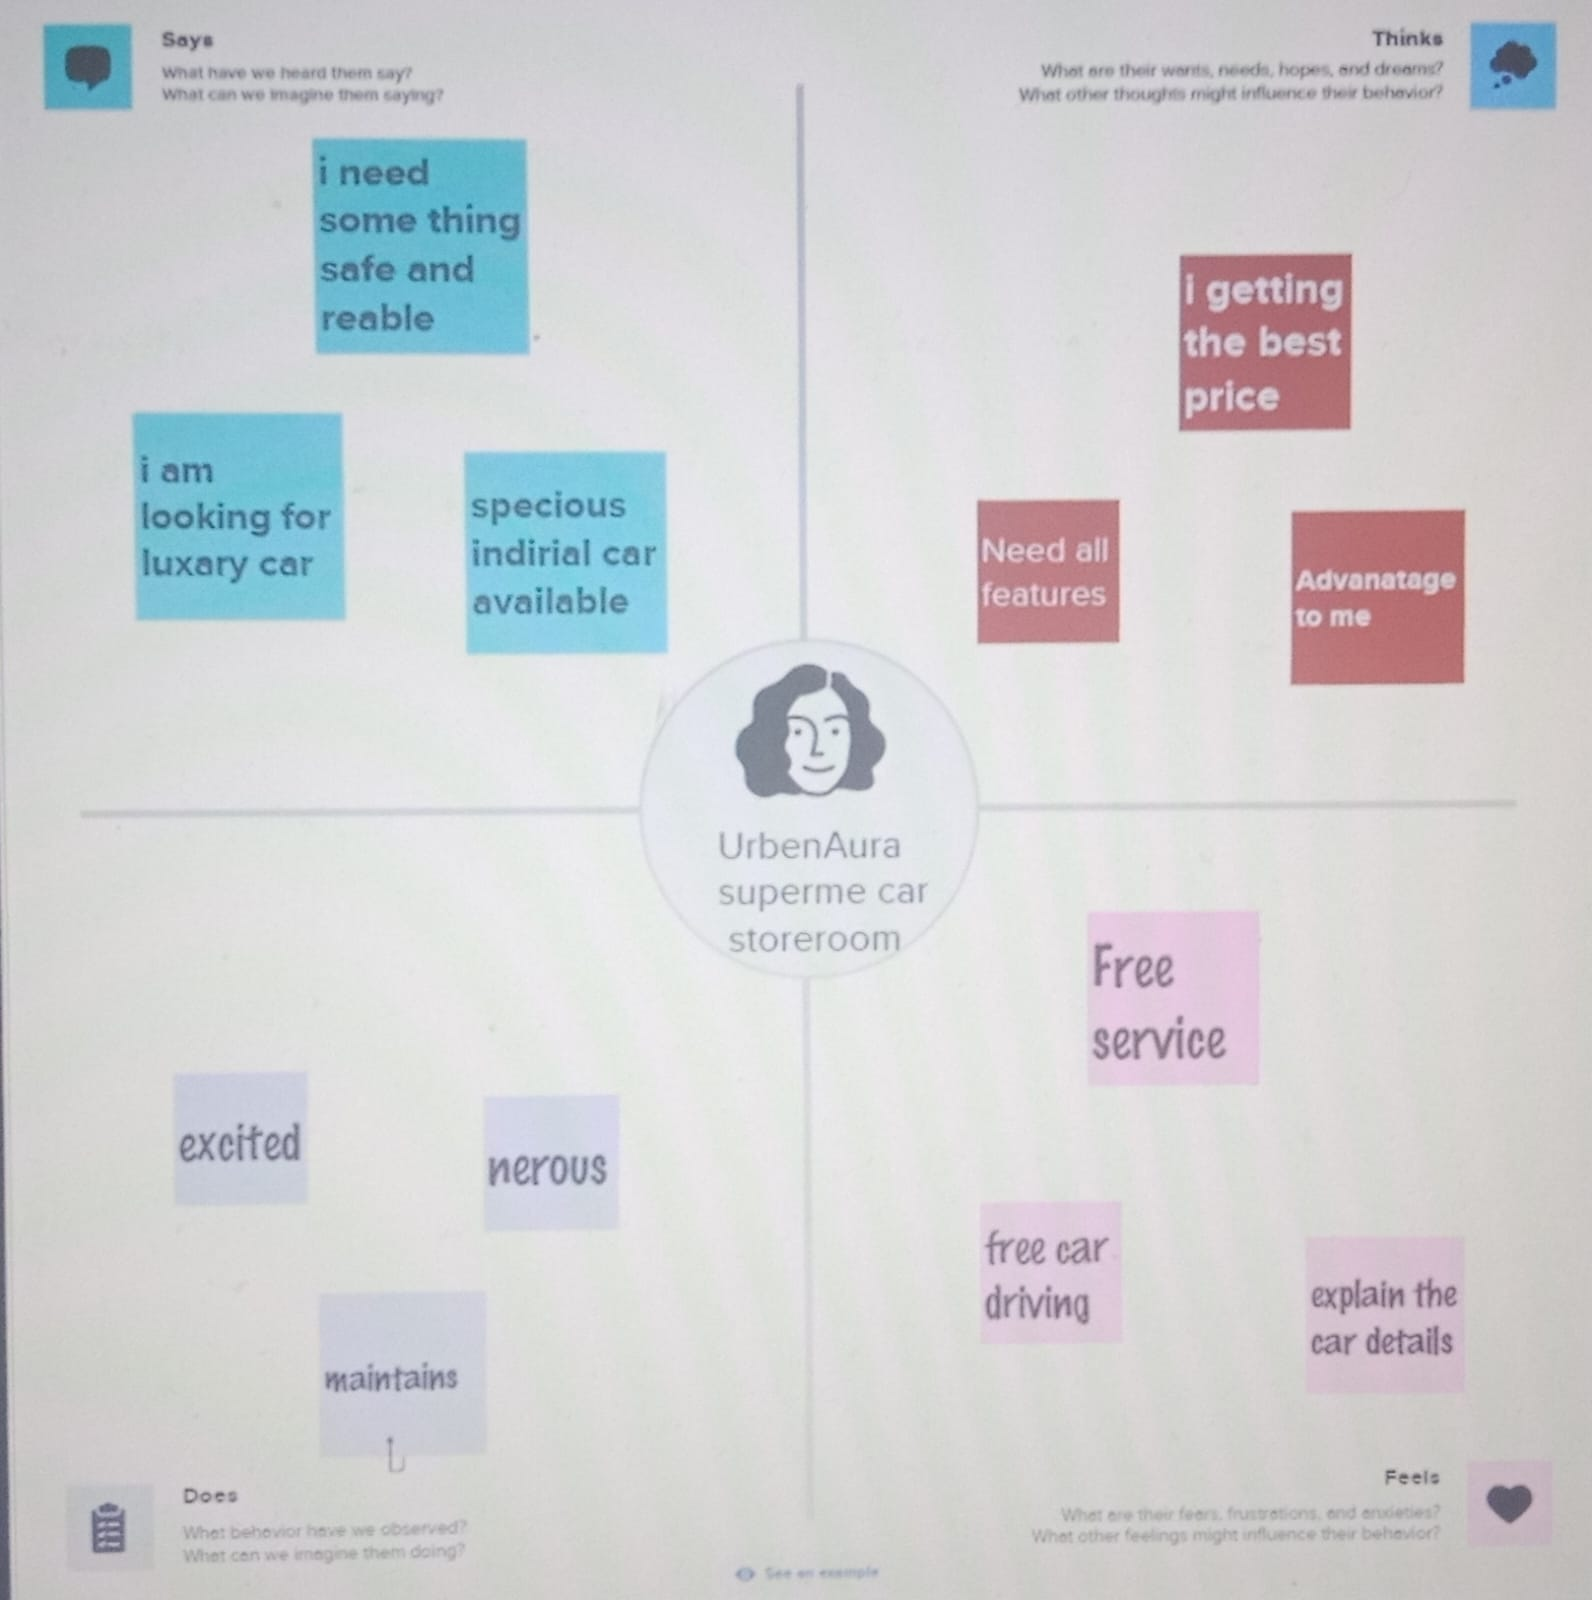 Says
What have we heard them say?
What can we imagine them saying?
Thinks
What are their wants, needs, hopes, and dreams?
What other thoughts might influence their behavior?
i need
some thing
safe and
reable
i am
looking for
luxary car
specious
indirial car
available
i getting
the best
price
Need all
features
Advanatage
to me
UrbenAura
superme car
storeroom
excited
nerous
maintains
Free
service
free car
driving
explain the
car details
Does
What behavior have we observed?
What can we imagine them doing?
Feels
What are their fears, frustrations, and anxieties?
What other feelings might influence their behavior?
See an example